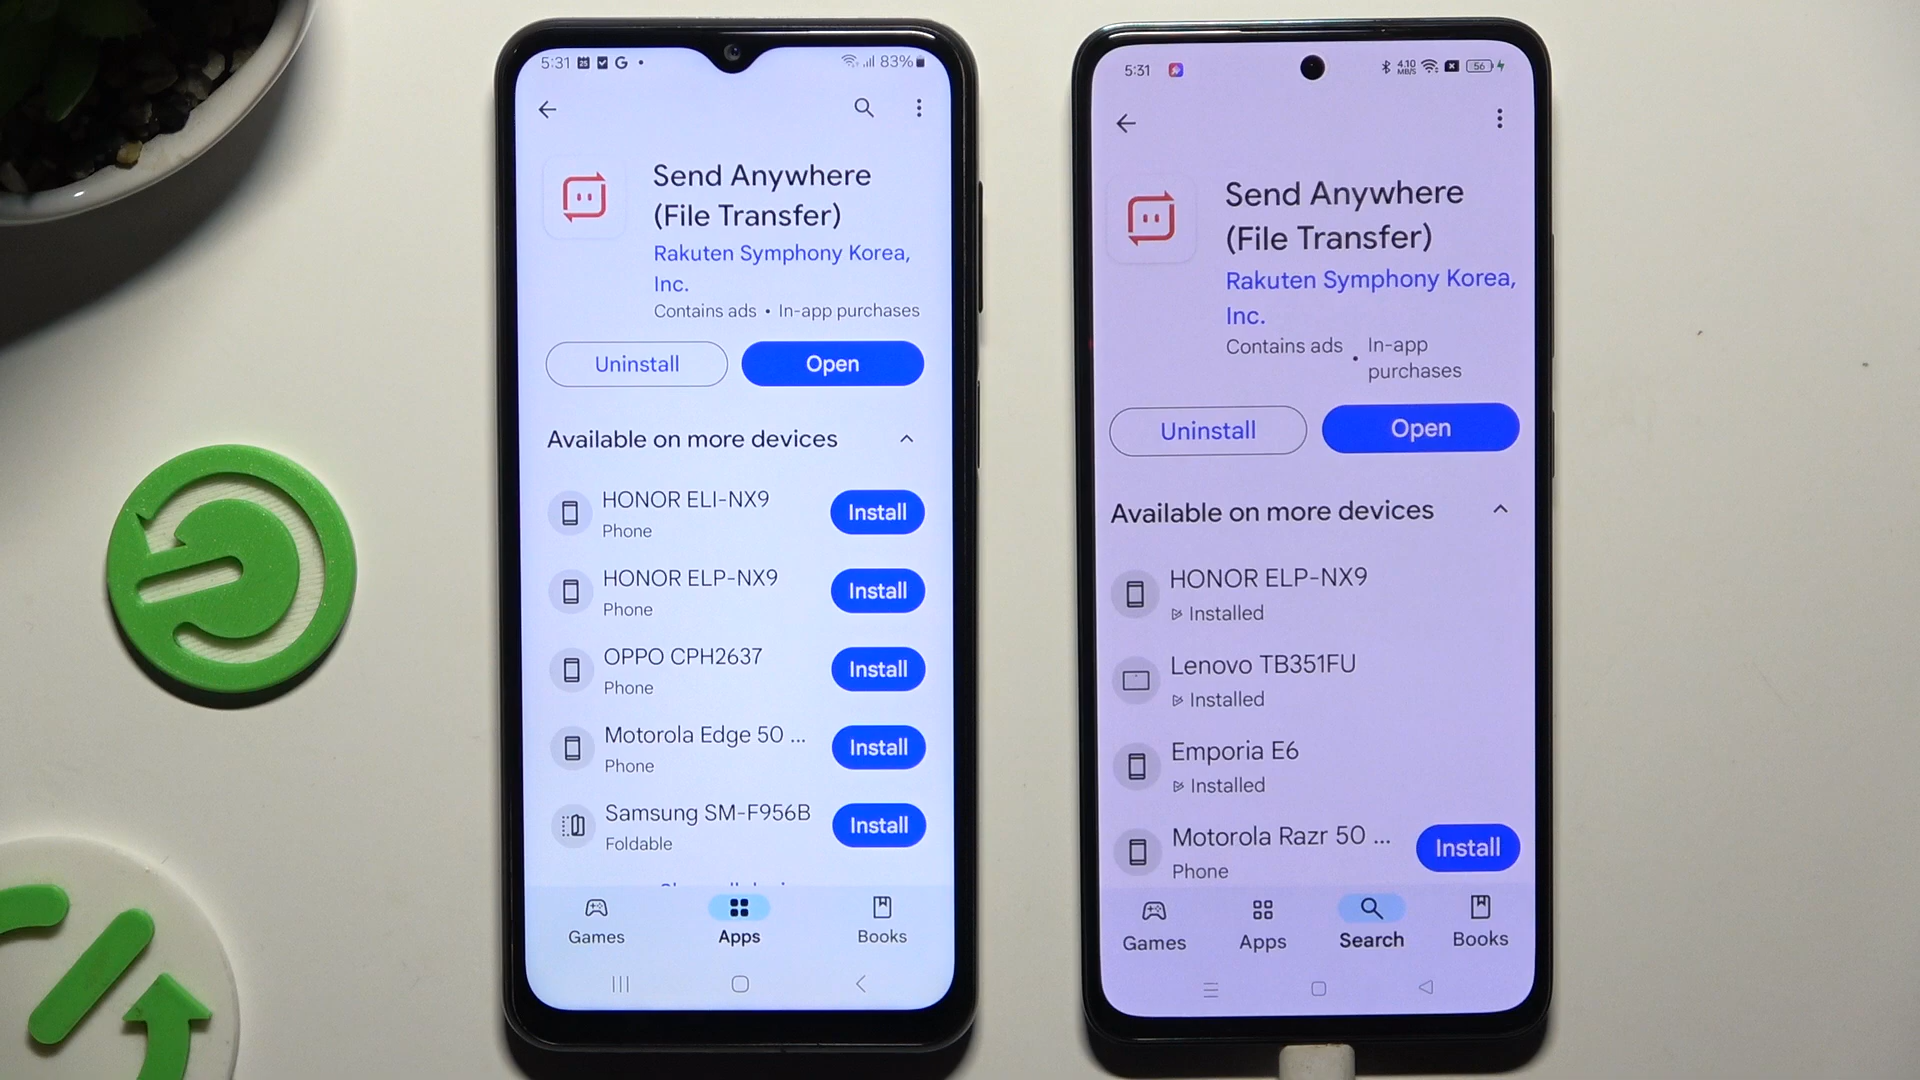 5:31 G • 83%
Send Anywhere
(File Transfer)
Rakuten Symphony Korea,
Inc.
Contains ads • In-app purchases
Uninstall
Open
Available on more devices
HONOR ELI-NX9
Phone
Install
HONOR ELP-NX9
Phone
Install
OPPO CPH2637
Phone
Install
Motorola Edge 50 ...
Phone
Install
Samsung SM-F956B
Foldable
Install
Games
Apps
Books
5:31 4.10 MB/S 56
Send Anywhere
(File Transfer)
Rakuten Symphony Korea,
Inc.
Contains ads • In-app
purchases
Uninstall
Open
Available on more devices
HONOR ELP-NX9
Installed
Lenovo TB351FU
Installed
Emporia E6
Installed
Motorola Razr 50 ...
Phone
Install
Games
Apps
Search
Books